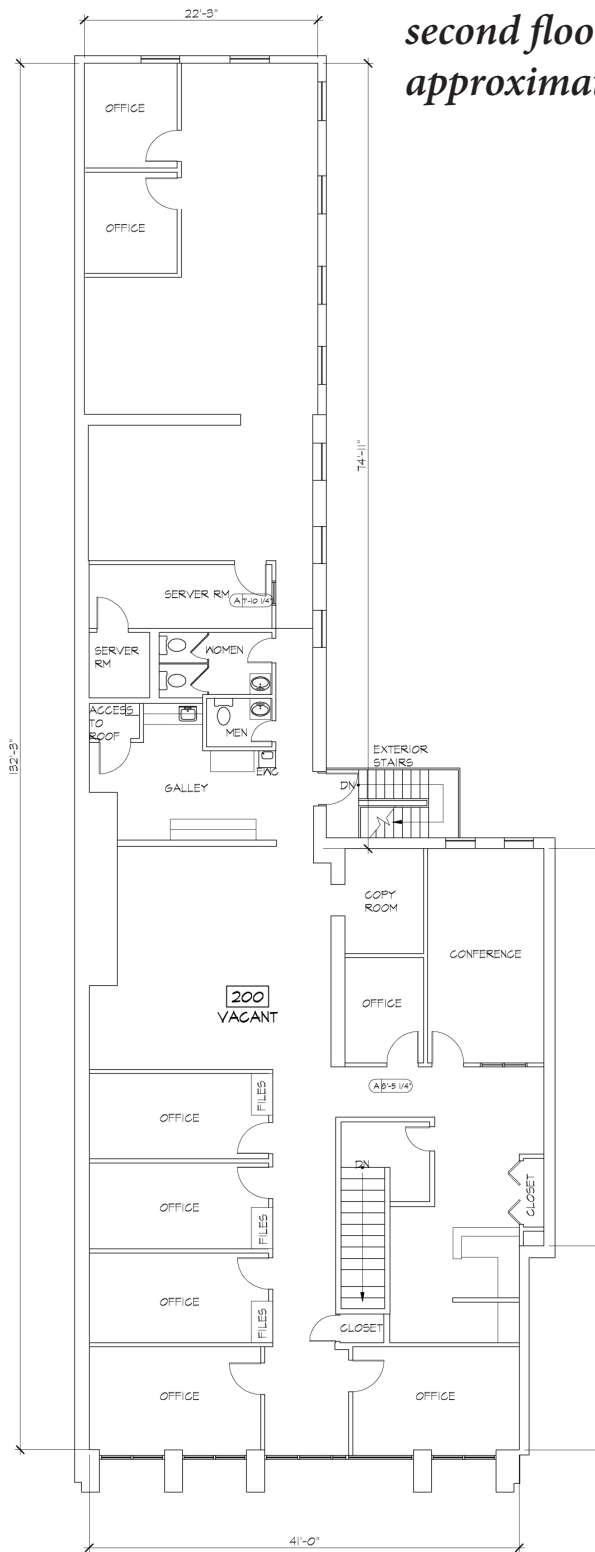 22'-3"
second floo
approxima
OFFICE
OFFICE
74'-11"
SERVER RM
A 7-10 1/4"
SERVER
RM
WOMEN
ACCESS
TO
ROOF
MEN
EWC
132'-3"
EXTERIOR
STAIRS
DN
GALLEY
COPY
ROOM
CONFERENCE
OFFICE
200
VACANT
A 8'-5 1/4"
FILES
OFFICE
DN
CLOSET
OFFICE
FILES
OFFICE
FILES
CLOSET
OFFICE
OFFICE
41'-0"